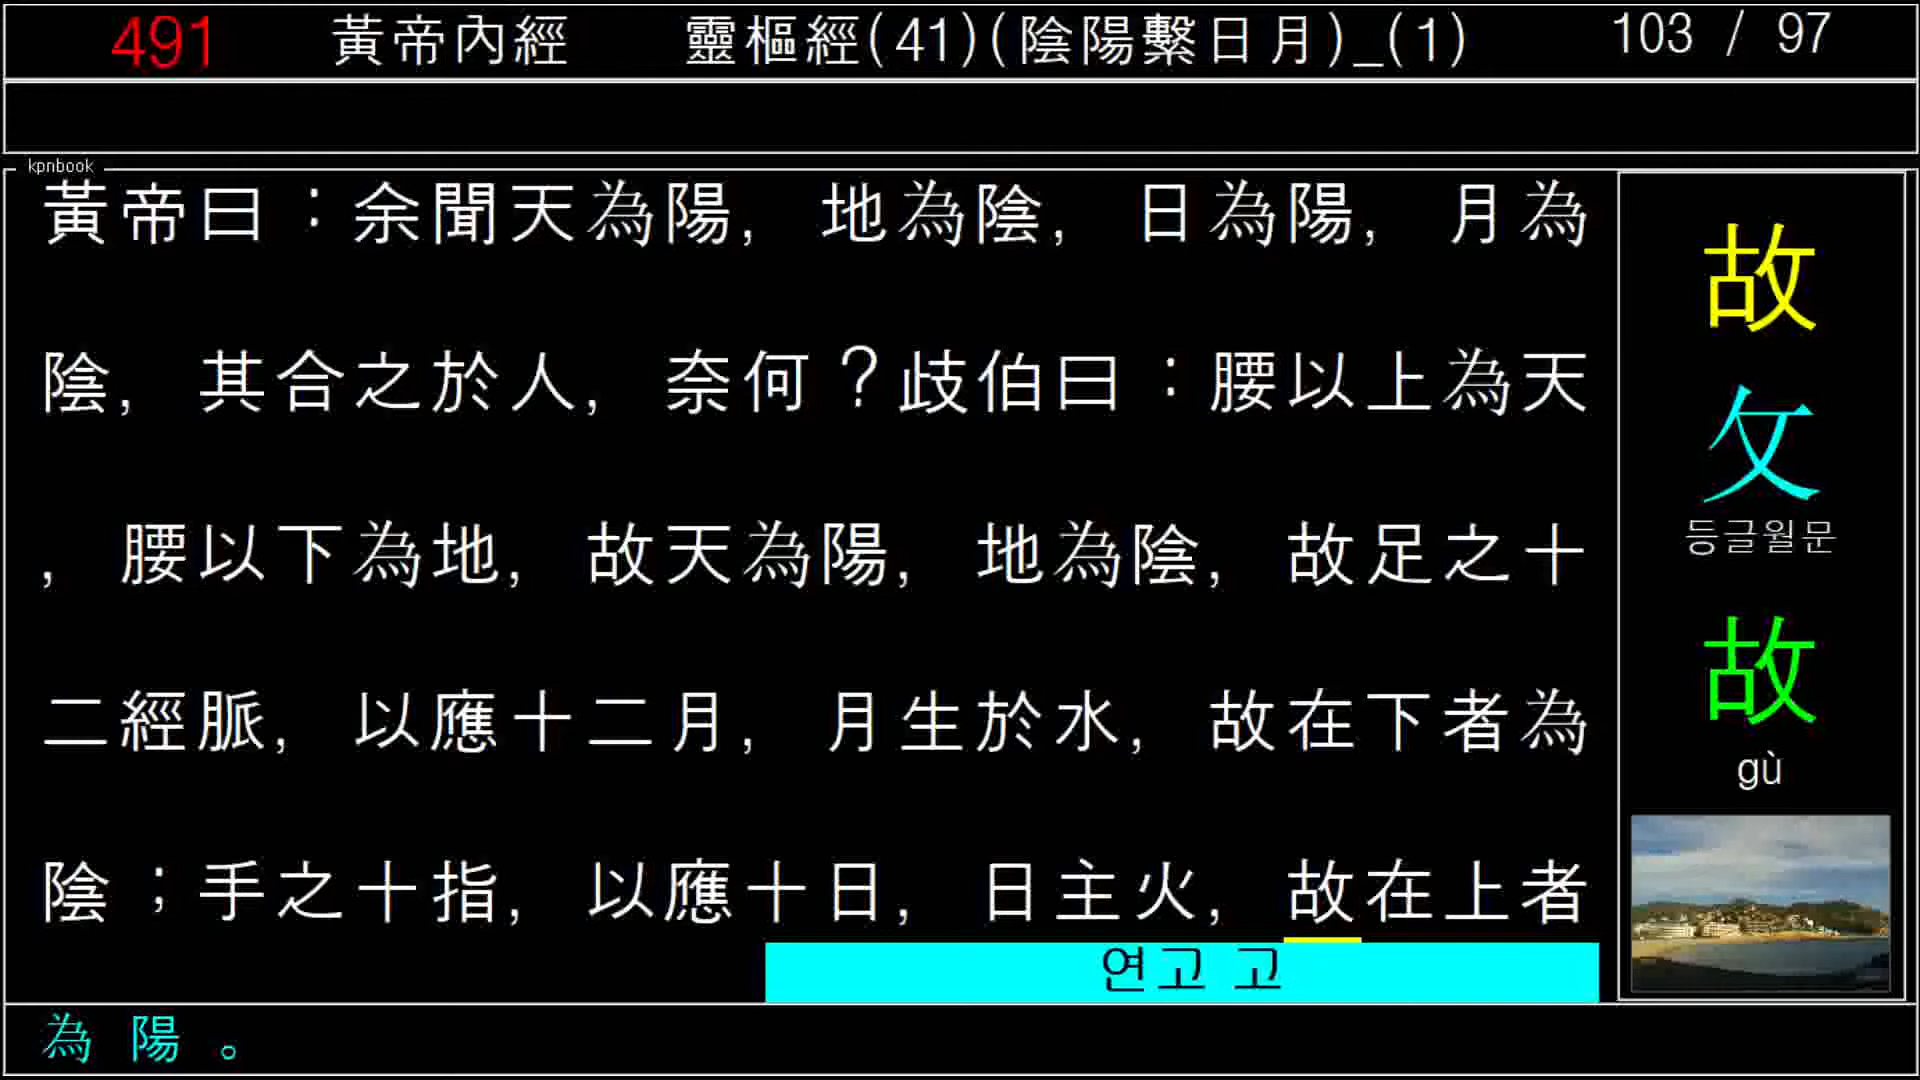 491 黃帝內經 靈樞經(41)(陰陽繫日月)_(1) 103 / 97
kpnbook
黃帝曰：余聞天為陽, 地為陰, 日為陽, 月為
陰, 其合之於人, 奈何？歧伯曰：腰以上為天
, 腰以下為地, 故天為陽, 地為陰, 故足之十
二經脈, 以應十二月, 月生於水, 故在下者為
陰；手之十指, 以應十日, 日主火, 故在上者
연고 고
為陽。
故
攵
등글월문
故
gù